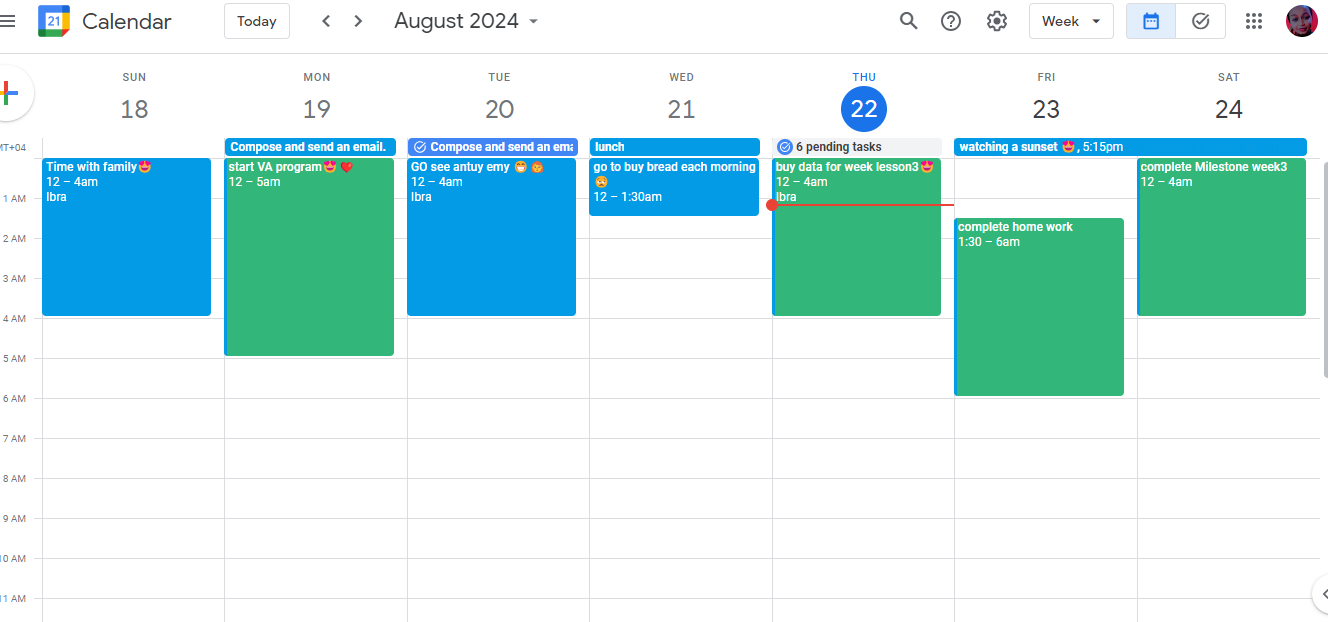 21 Calendar Today August 2024 Week
SUN MON TUE WED THU FRI SAT
18 19 20 21 22 23 24
MT+04
Compose and send an email.
Compose and send an ema
lunch
6 pending tasks
watching a sunset 😍, 5:15pm
Time with family😍
12 – 4am
Ibra
start VA program😍 ❤️
12 – 5am
GO see antuy emy
12 – 4am
Ibra
go to buy bread each morning
12 – 1:30am
buy data for week lesson3😍
12 – 4am
Ibra
complete home work
1:30 – 6am
complete Milestone week3
12 – 4am
1 AM
2 AM
3 AM
4 AM
5 AM
6 AM
7 AM
8 AM
9 AM
10 AM
11 AM